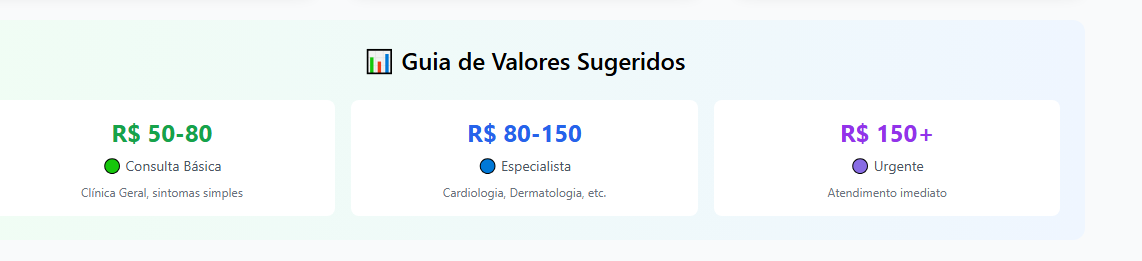 Guia de Valores Sugeridos
R$ 50-80
Consulta Básica
Clínica Geral, sintomas simples
R$ 80-150
Especialista
Cardiologia, Dermatologia, etc.
R$ 150+
Urgente
Atendimento imediato